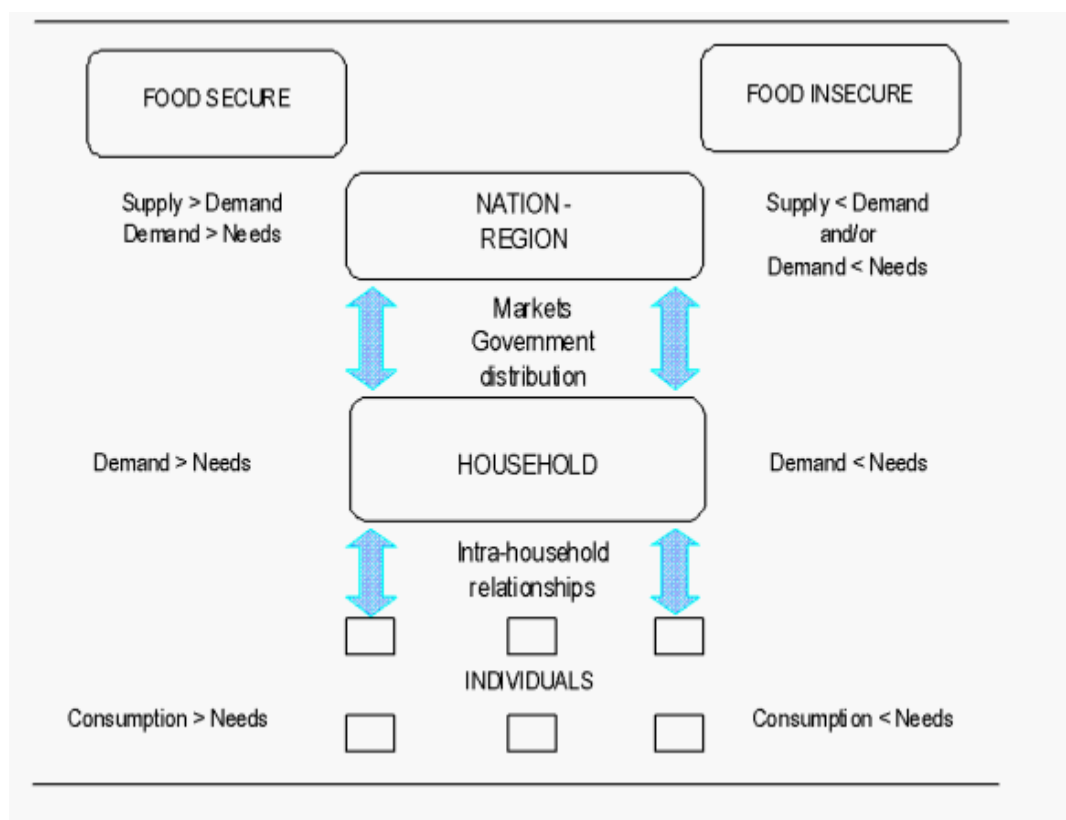 FOOD SECURE
FOOD INSECURE
Supply > Demand
Demand > Needs
NATION -
REGION
Supply < Demand
and/or
Demand < Needs
Markets
Government
distribution
Demand > Needs
HOUSEHOLD
Demand < Needs
Intra-household
relationships
INDIVIDUALS
Consumption > Needs
Consumption < Needs